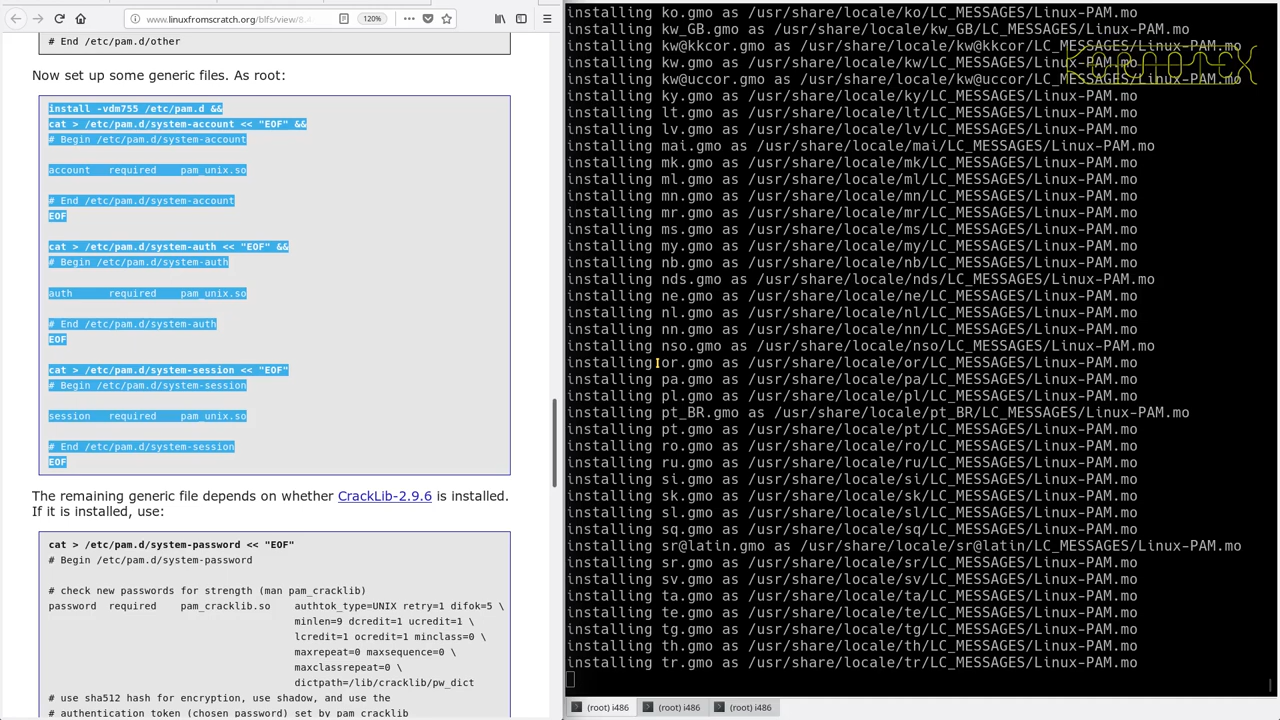 www.linuxfromscratch.org/blfs/view/8.4
120%
# End /etc/pam.d/other
Now set up some generic files. As root:
install -vdm755 /etc/pam.d &&
cat > /etc/pam.d/system-account << "EOF" &&
# Begin /etc/pam.d/system-account
account required pam_unix.so
# End /etc/pam.d/system-account
EOF
cat > /etc/pam.d/system-auth << "EOF" &&
# Begin /etc/pam.d/system-auth
auth required pam_unix.so
# End /etc/pam.d/system-auth
EOF
cat > /etc/pam.d/system-session << "EOF"
# Begin /etc/pam.d/system-session
session required pam_unix.so
# End /etc/pam.d/system-session
EOF
The remaining generic file depends on whether CrackLib-2.9.6 is installed.
If it is installed, use:
cat > /etc/pam.d/system-password << "EOF"
# Begin /etc/pam.d/system-password
# check new passwords for strength (man pam_cracklib)
password required pam_cracklib.so authtok_type=UNIX retry=1 difok=5 \
minlen=9 dcredit=1 ucredit=1 \
lcredit=1 ocredit=1 minclass=0 \
maxrepeat=0 maxsequence=0 \
maxclassrepeat=0 \
dictpath=/lib/cracklib/pw_dict
# use sha512 hash for encryption, use shadow, and use the
# authentication token (chosen password) set by pam_cracklib
installing ko.gmo as /usr/share/locale/ko/LC_MESSAGES/Linux-PAM.mo
installing kw_GB.gmo as /usr/share/locale/kw_GB/LC_MESSAGES/Linux-PAM.mo
installing kw@kkcor.gmo as /usr/share/locale/kw@kkcor/LC_MESSAGES/Linux-PAM.mo
installing kw.gmo as /usr/share/locale/kw/LC_MESSAGES/Linux-PAM.mo
installing kw@uccor.gmo as /usr/share/locale/kw@uccor/LC_MESSAGES/Linux-PAM.mo
installing ky.gmo as /usr/share/locale/ky/LC_MESSAGES/Linux-PAM.mo
installing lt.gmo as /usr/share/locale/lt/LC_MESSAGES/Linux-PAM.mo
installing lv.gmo as /usr/share/locale/lv/LC_MESSAGES/Linux-PAM.mo
installing mai.gmo as /usr/share/locale/mai/LC_MESSAGES/Linux-PAM.mo
installing mk.gmo as /usr/share/locale/mk/LC_MESSAGES/Linux-PAM.mo
installing ml.gmo as /usr/share/locale/ml/LC_MESSAGES/Linux-PAM.mo
installing mn.gmo as /usr/share/locale/mn/LC_MESSAGES/Linux-PAM.mo
installing mr.gmo as /usr/share/locale/mr/LC_MESSAGES/Linux-PAM.mo
installing ms.gmo as /usr/share/locale/ms/LC_MESSAGES/Linux-PAM.mo
installing my.gmo as /usr/share/locale/my/LC_MESSAGES/Linux-PAM.mo
installing nb.gmo as /usr/share/locale/nb/LC_MESSAGES/Linux-PAM.mo
installing nds.gmo as /usr/share/locale/nds/LC_MESSAGES/Linux-PAM.mo
installing ne.gmo as /usr/share/locale/ne/LC_MESSAGES/Linux-PAM.mo
installing nl.gmo as /usr/share/locale/nl/LC_MESSAGES/Linux-PAM.mo
installing nn.gmo as /usr/share/locale/nn/LC_MESSAGES/Linux-PAM.mo
installing nso.gmo as /usr/share/locale/nso/LC_MESSAGES/Linux-PAM.mo
installing or.gmo as /usr/share/locale/or/LC_MESSAGES/Linux-PAM.mo
installing pa.gmo as /usr/share/locale/pa/LC_MESSAGES/Linux-PAM.mo
installing pl.gmo as /usr/share/locale/pl/LC_MESSAGES/Linux-PAM.mo
installing pt_BR.gmo as /usr/share/locale/pt_BR/LC_MESSAGES/Linux-PAM.mo
installing pt.gmo as /usr/share/locale/pt/LC_MESSAGES/Linux-PAM.mo
installing ro.gmo as /usr/share/locale/ro/LC_MESSAGES/Linux-PAM.mo
installing ru.gmo as /usr/share/locale/ru/LC_MESSAGES/Linux-PAM.mo
installing si.gmo as /usr/share/locale/si/LC_MESSAGES/Linux-PAM.mo
installing sk.gmo as /usr/share/locale/sk/LC_MESSAGES/Linux-PAM.mo
installing sl.gmo as /usr/share/locale/sl/LC_MESSAGES/Linux-PAM.mo
installing sq.gmo as /usr/share/locale/sq/LC_MESSAGES/Linux-PAM.mo
installing sr@latin.gmo as /usr/share/locale/sr@latin/LC_MESSAGES/Linux-PAM.mo
installing sr.gmo as /usr/share/locale/sr/LC_MESSAGES/Linux-PAM.mo
installing sv.gmo as /usr/share/locale/sv/LC_MESSAGES/Linux-PAM.mo
installing ta.gmo as /usr/share/locale/ta/LC_MESSAGES/Linux-PAM.mo
installing te.gmo as /usr/share/locale/te/LC_MESSAGES/Linux-PAM.mo
installing tg.gmo as /usr/share/locale/tg/LC_MESSAGES/Linux-PAM.mo
installing th.gmo as /usr/share/locale/th/LC_MESSAGES/Linux-PAM.mo
installing tr.gmo as /usr/share/locale/tr/LC_MESSAGES/Linux-PAM.mo
(root) i486 (root) i486 (root) i486